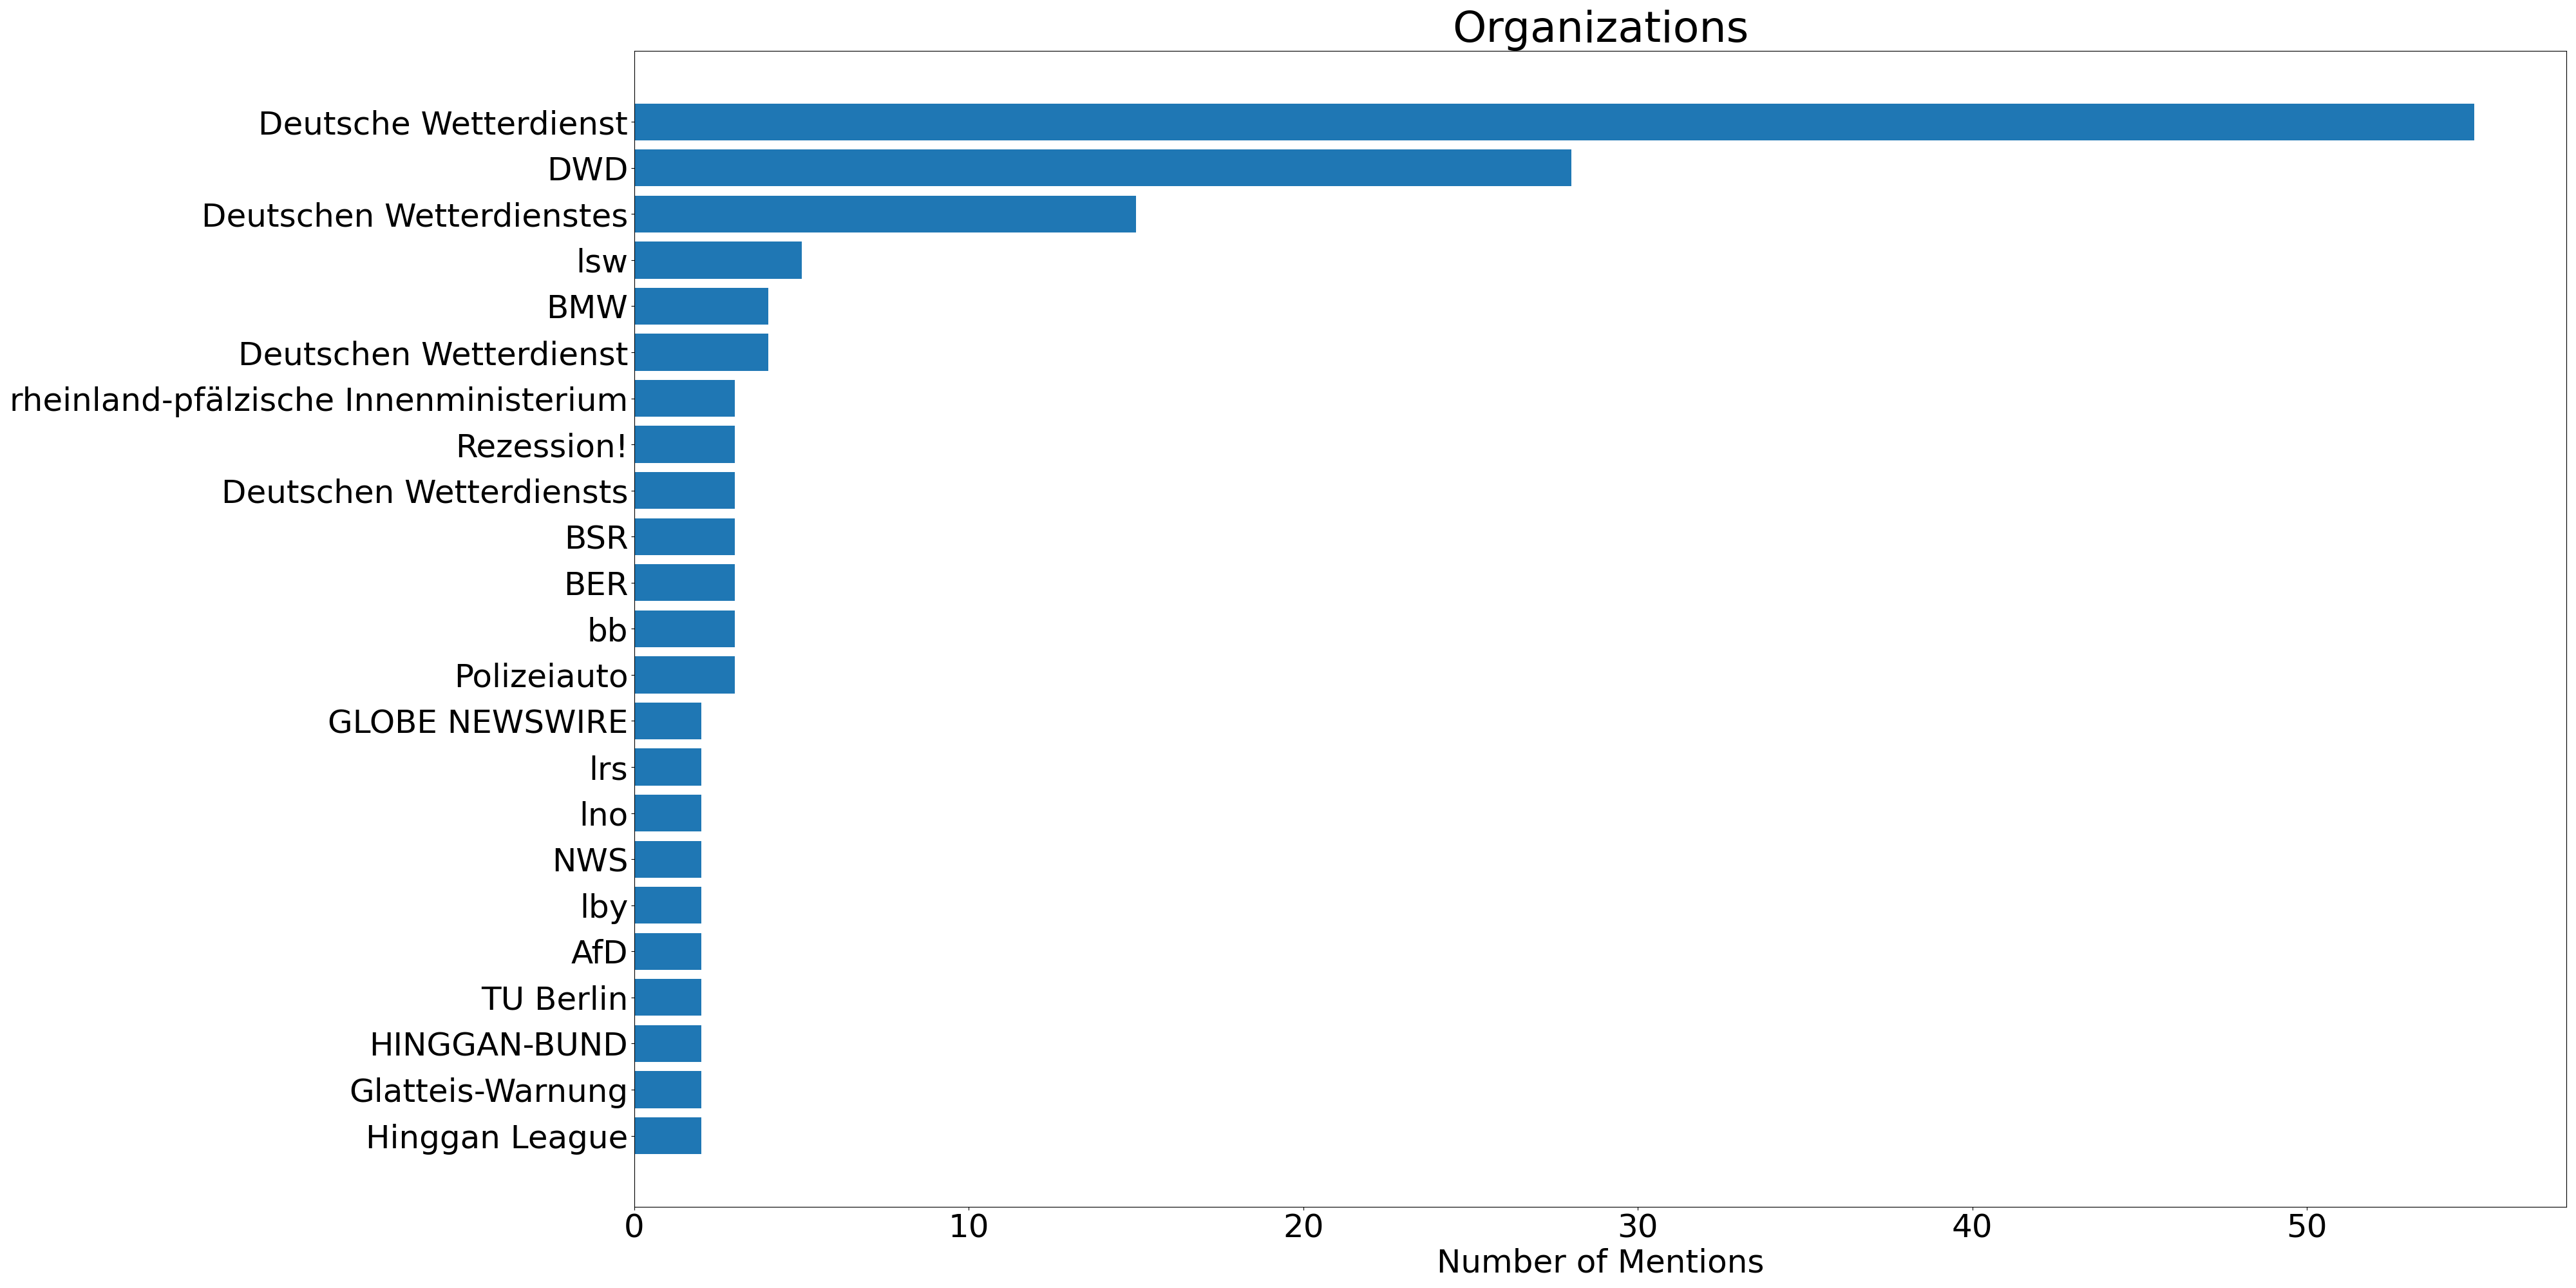 Organizations
Deutsche Wetterdienst
DWD
Deutschen Wetterdienstes
lsw
BMW
Deutschen Wetterdienst
rheinland-pfälzische Innenministerium
Rezession!
Deutschen Wetterdiensts
BSR
BER
bb
Polizeiauto
GLOBE NEWSWIRE
lrs
lno
NWS
lby
AfD
TU Berlin
HINGGAN-BUND
Glatteis-Warnung
Hinggan League
0 10 20 30 40 50
Number of Mentions